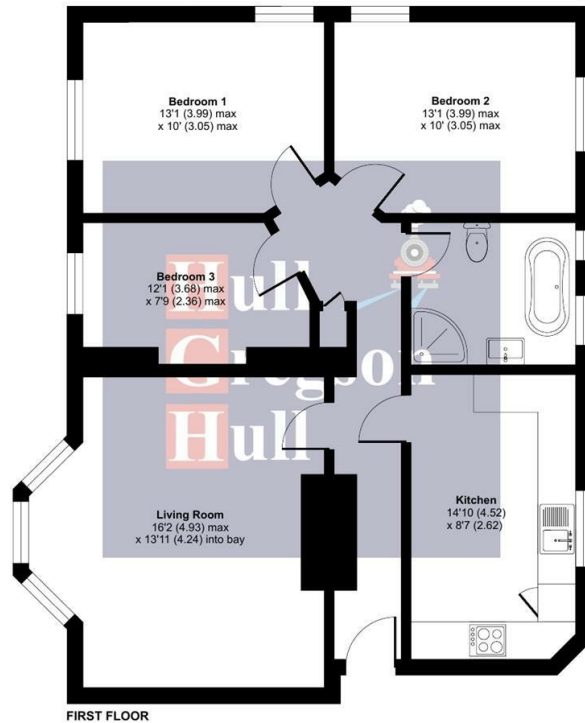 Bedroom 1
13'1 (3.99) max
x 10' (3.05) max
Bedroom 2
13'1 (3.99) max
x 10' (3.05) max
Bedroom 3
12'1 (3.68) max
x 7'9 (2.36) max
Hull
Gregson
Hull
Living Room
16'2 (4.93) max
x 13'11 (4.24) into bay
Kitchen
14'10 (4.52)
x 8'7 (2.62)
FIRST FLOOR